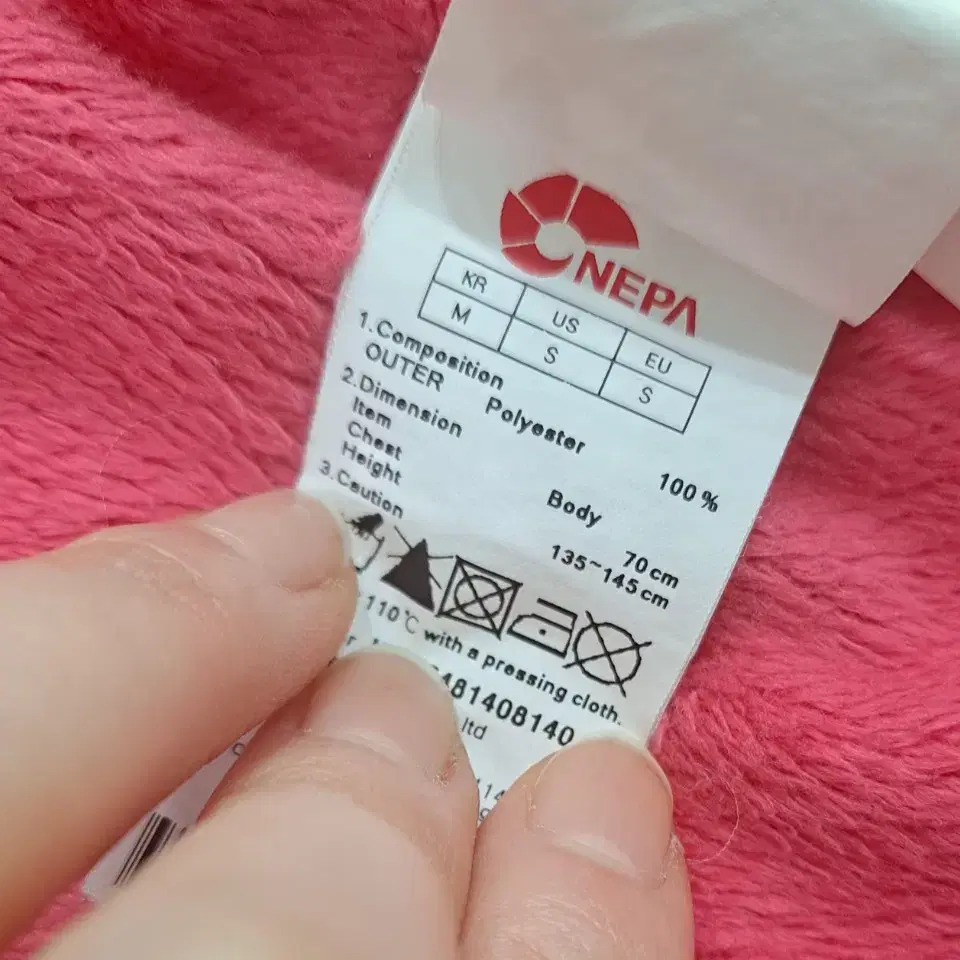 NEPA
KR US EU
M S S
1.Composition
OUTER Polyester 100%
2.Dimension
Item Body
Chest 70cm
Height 135~145cm
3.Caution
110℃ with a pressing cloth.
481408140
ltd